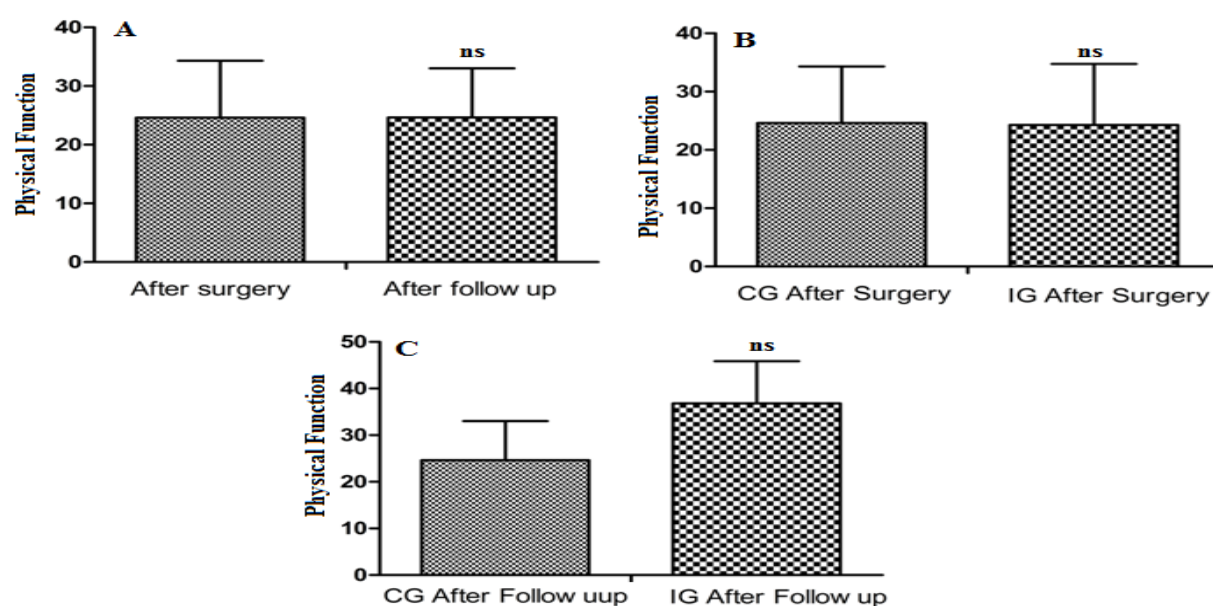 A
ns
Physical Function
40
30
20
10
0
After surgery
After follow up
B
ns
Physical Function
40
30
20
10
0
CG After Surgery
IG After Surgery
C
ns
Physical Function
50
40
30
20
10
0
CG After Follow uup
IG After Follow up